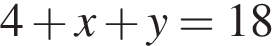 4 + x + y = 18